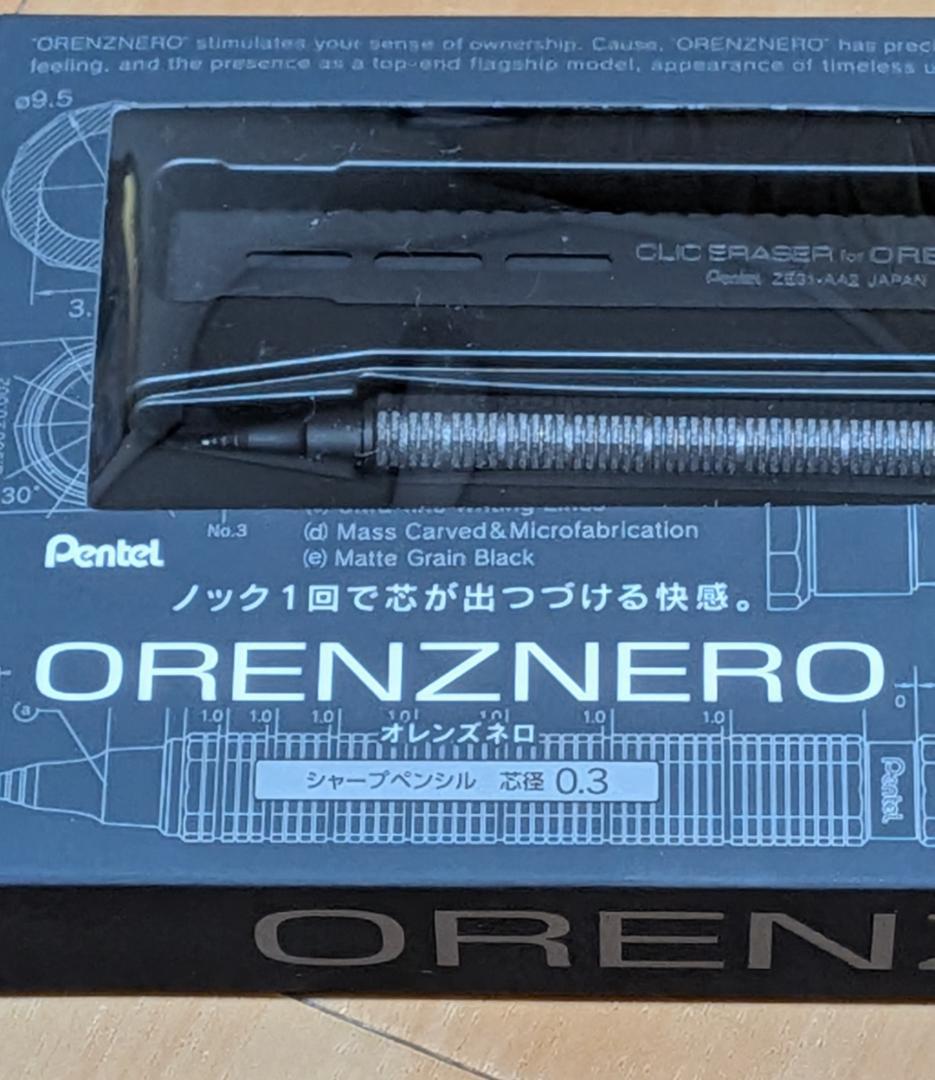 "ORENZNERO" stimulates your sense of ownership. Cause, "ORENZNERO" has
feeling, and the presence as a top-end flagship model, appearance of timeless
ø9.5
CLIC ERASER for
Pentel ZE31-AA2 JAPAN
3.
30°
No.3
(d) Mass Carved&Microfabrication
(e) Matte Grain Black
Pentel
ノック1回で芯が出つづける快感。
ORENZNERO
a
0
1.0 1.0 1.0 1.0 1.0 1.0 1.0
オレンズネロ
シャープペンシル 芯径 0.3
Pentel